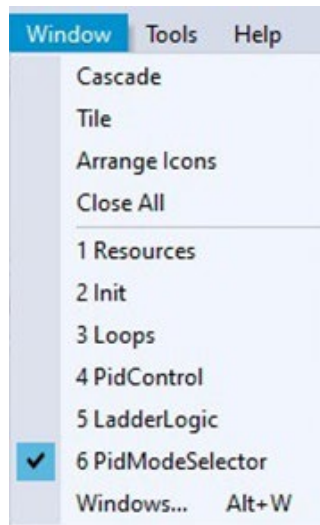 Window Tools Help
Cascade
Tile
Arrange Icons
Close All
1 Resources
2 Init
3 Loops
4 PidControl
5 LadderLogic
6 PidModeSelector
Windows... Alt+W